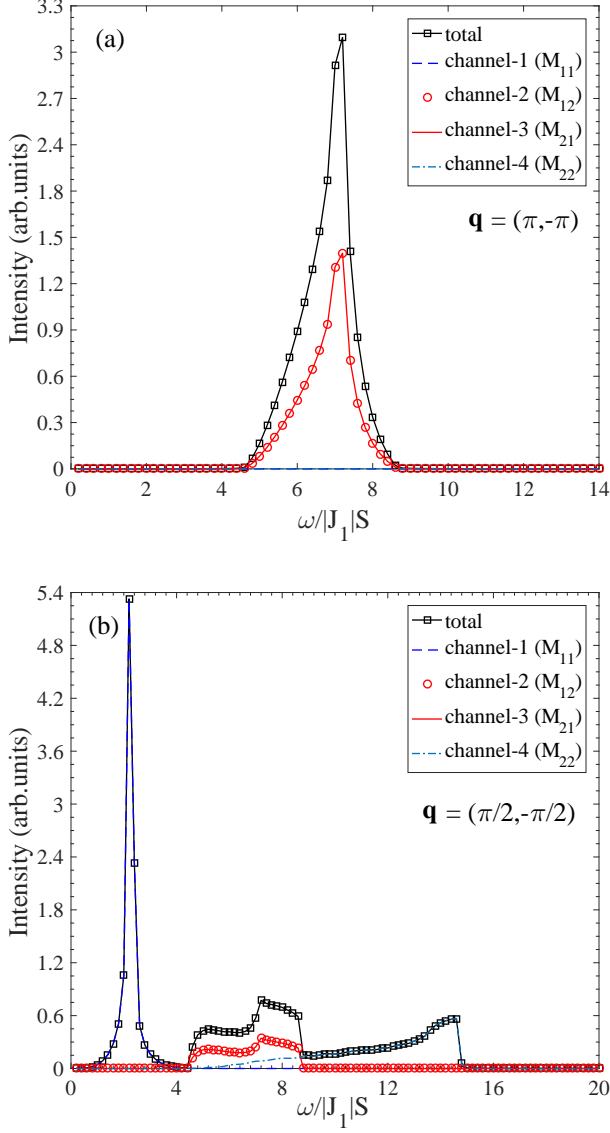 3.3
3
2.7
2.4
2.1
1.8
1.5
1.2
0.9
0.6
0.3
0
Intensity (arb.units)
(a)
total
channel-1 (M11)
channel-2 (M12)
channel-3 (M21)
channel-4 (M22)
q = (π,-π)
0 2 4 6 8 10 12 14
ω/|J1|S
5.4
4.8
4.2
3.6
3
2.4
1.8
1.2
0.6
0
Intensity (arb.units)
(b)
total
channel-1 (M11)
channel-2 (M12)
channel-3 (M21)
channel-4 (M22)
q = (π/2,-π/2)
0 4 8 12 16 20
ω/|J1|S